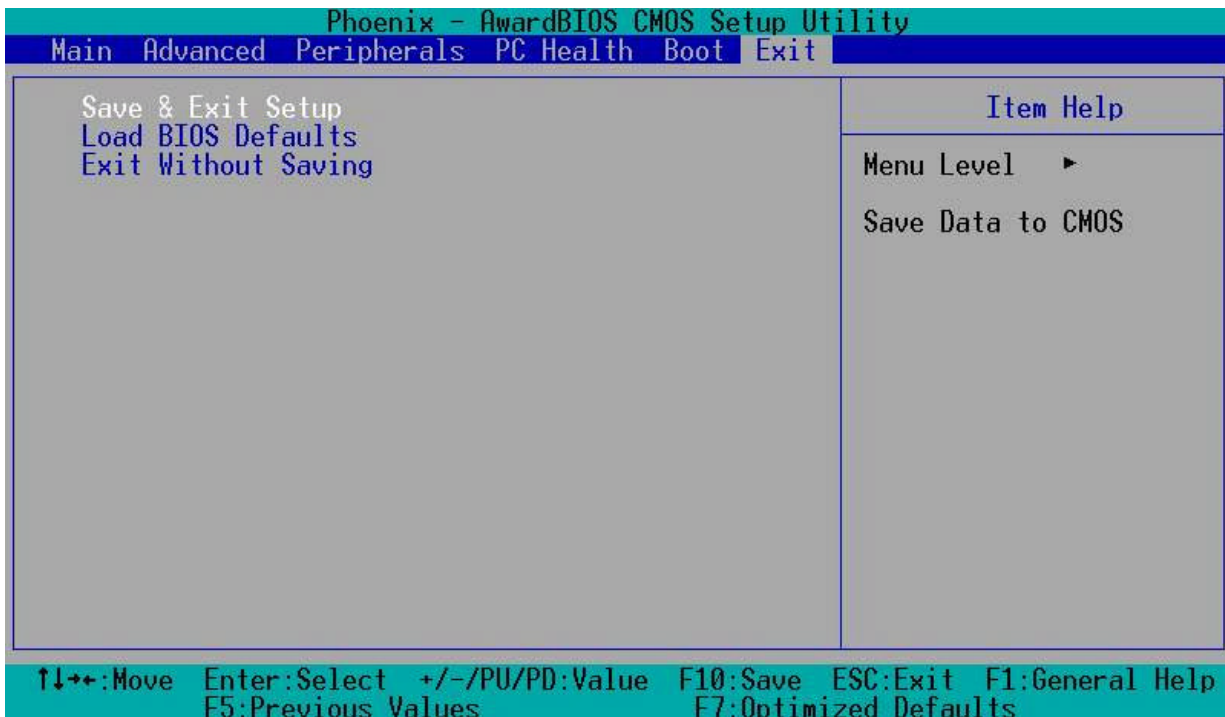 Phoenix - AwardBIOS CMOS Setup Utility
Main Advanced Peripherals PC Health Boot Exit
Save & Exit Setup
Load BIOS Defaults
Exit Without Saving
Item Help
Menu Level ►
Save Data to CMOS
↑↓→←:Move Enter:Select +/-/PU/PD:Value F10:Save ESC:Exit F1:General Help
F5:Previous Values F7:Optimized Defaults